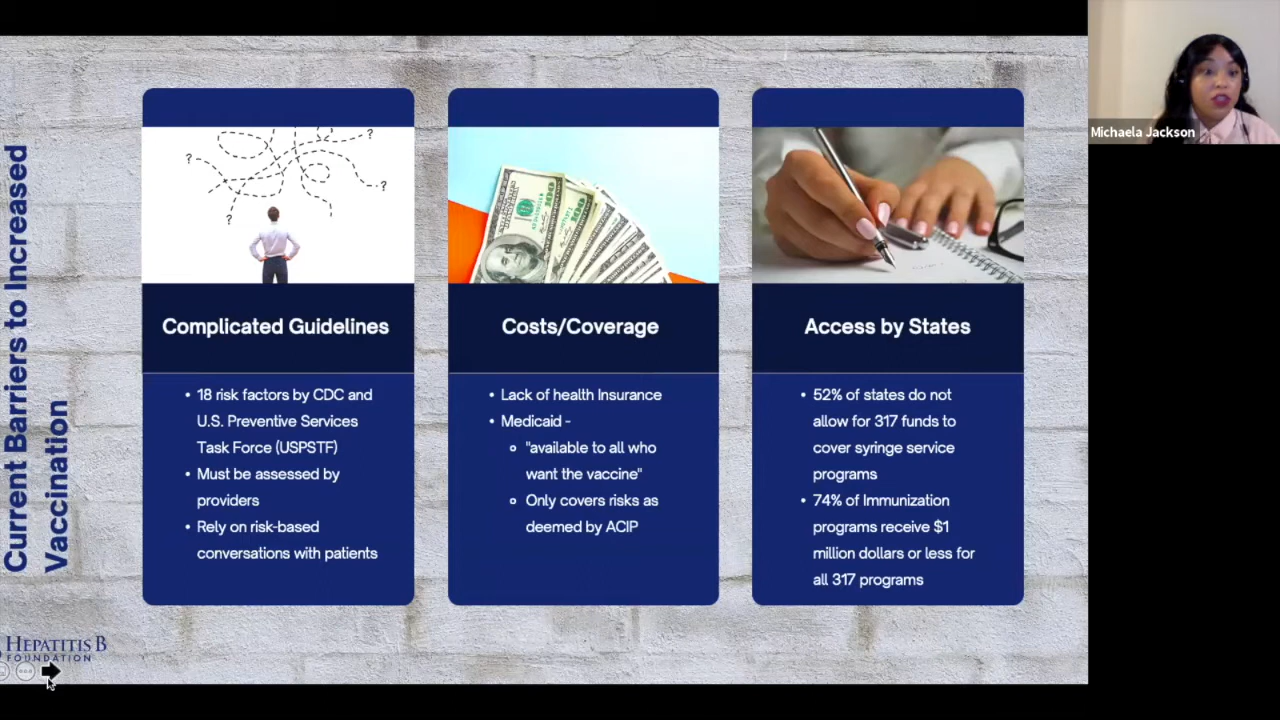 Current Barriers to Increased
Vaccination
? ?
?
?
Complicated Guidelines
• 18 risk factors by CDC and
U.S. Preventive Services
Task Force (USPSTF)
• Must be assessed by
providers
• Rely on risk-based
conversations with patients
100
Costs/Coverage
• Lack of health Insurance
• Medicaid -
"available to all who
want the vaccine"
Only covers risks as
deemed by ACIP
Access by States
• 52% of states do not
allow for 317 funds to
cover syringe service
programs
• 74% of Immunization
programs receive $1
million dollars or less for
all 317 programs
HEPATITIS B
FOUNDATION
Michaela Jackson